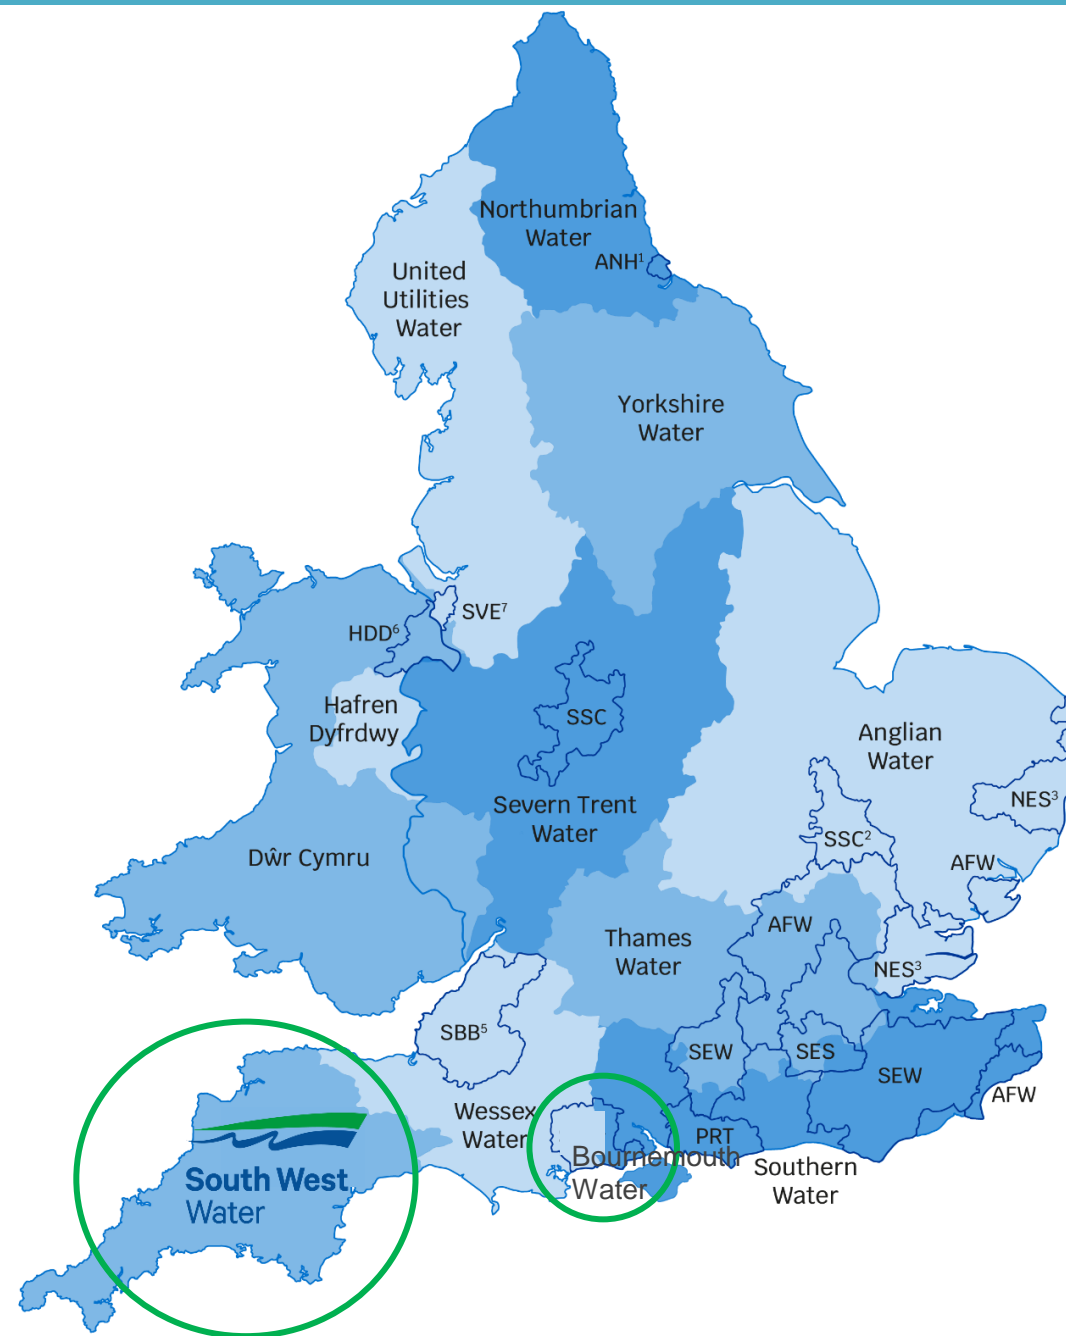 Northumbrian
Water
ANH¹
United
Utilities
Water
Yorkshire
Water
SVE⁷
HDD⁶
Hafren
Dyfrdwy
SSC
Anglian
Water
NES³
Severn Trent
Water
SSC²
Dŵr Cymru
AFW
AFW
Thames
Water
NES³
SBB⁵
SEW
SES
SEW
AFW
Wessex
Water
PRT
Bournemouth
Water
Southern
Water
South West
Water